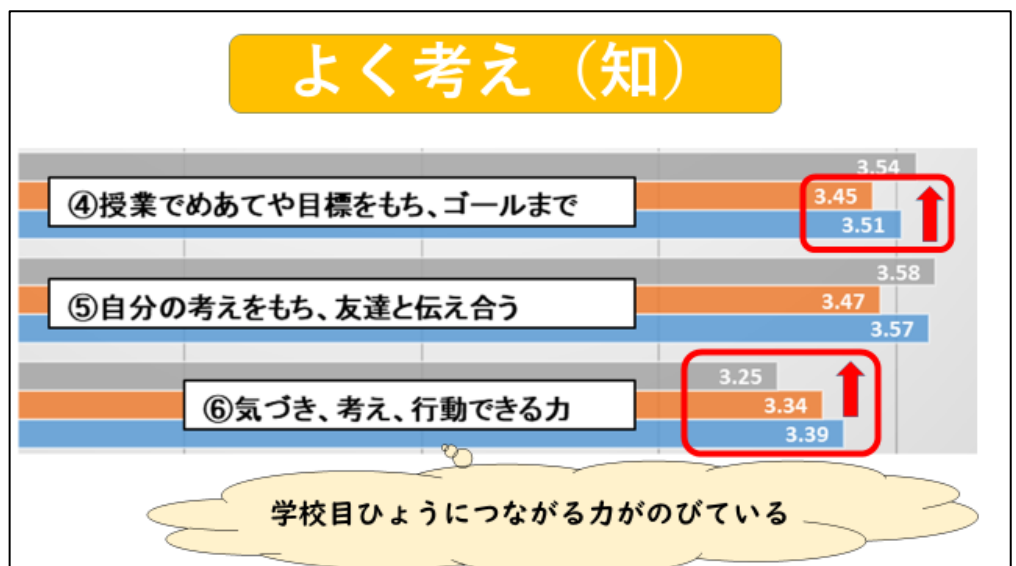 よく考え（知）
3.54
④授業でめあてや目標をもち、ゴールまで
3.45
3.51
3.58
⑤自分の考えをもち、友達と伝え合う
3.47
3.57
3.25
⑥気づき、考え、行動できる力
3.34
3.39
学校目ひょうにつながる力がのびている